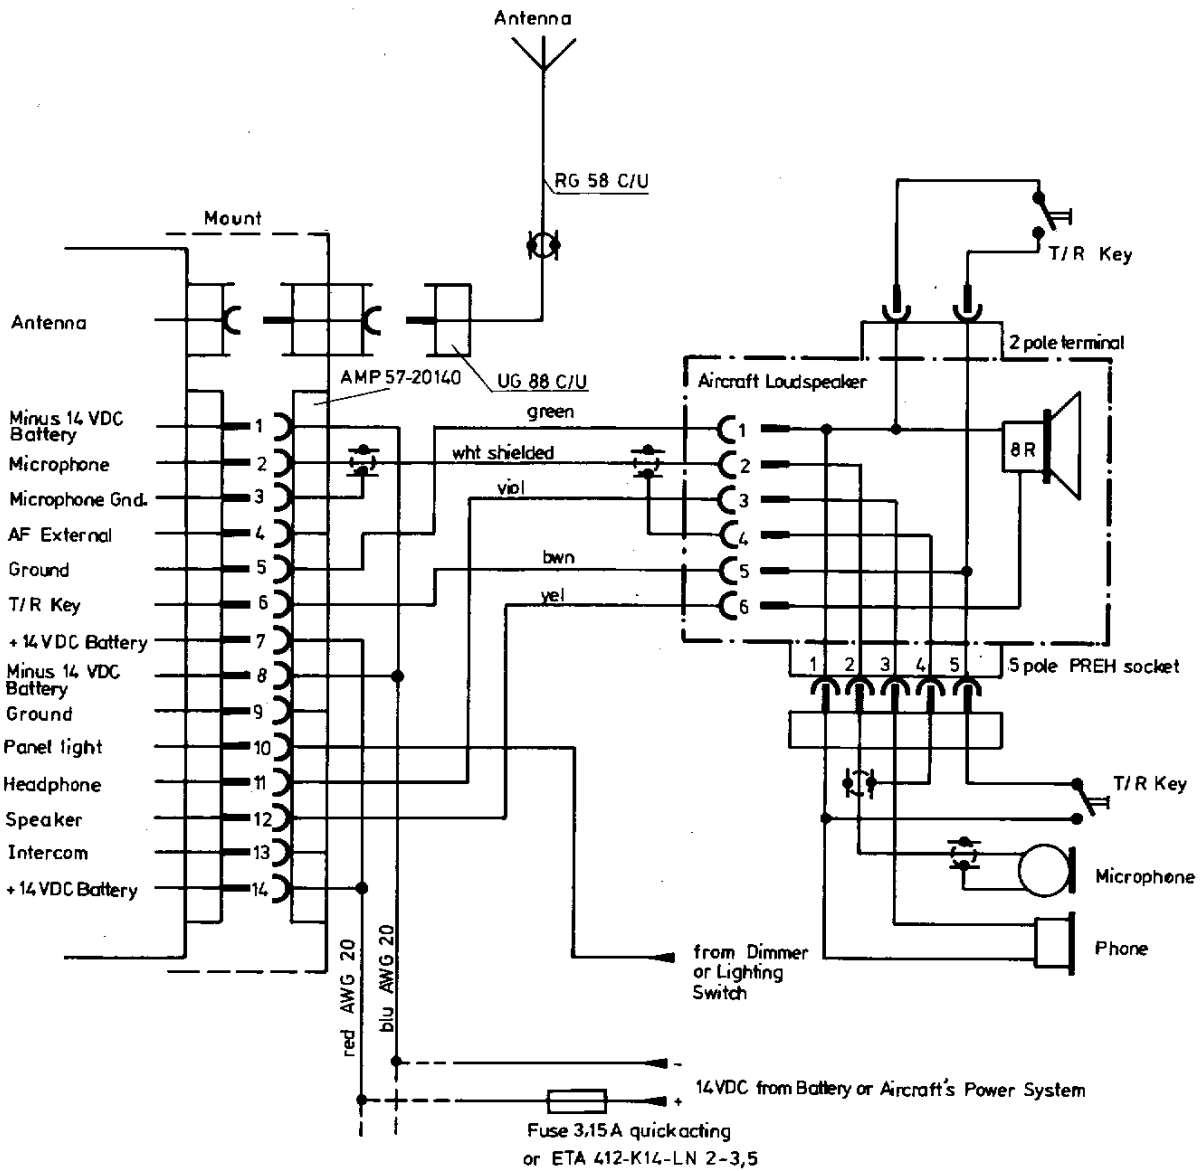 Antenna
RG 58 C/U
Mount
T/R Key
Antenna
2 pole terminal
AMP 57-20140
UG 88 C/U
Aircraft Loudspeaker
Minus 14 VDC
Battery
1
green
1
8R
Microphone
2
wht shielded
2
Microphone Gnd.
3
viol
3
AF External
4
4
Ground
5
bwn
5
T/R Key
6
yel
6
+ 14 VDC Battery
7
Minus 14 VDC
Battery
8
1 2 3 4 5
5 pole PREH socket
Ground
9
Panel light
10
Headphone
11
T/R Key
Speaker
12
Intercom
13
+ 14 VDC Battery
14
Microphone
Phone
red AWG 20
blu AWG 20
from Dimmer
or Lighting
Switch
-
14VDC from Battery or Aircraft's Power System
+
Fuse 3,15 A quickacting
or ETA 412-K14-LN 2-3,5